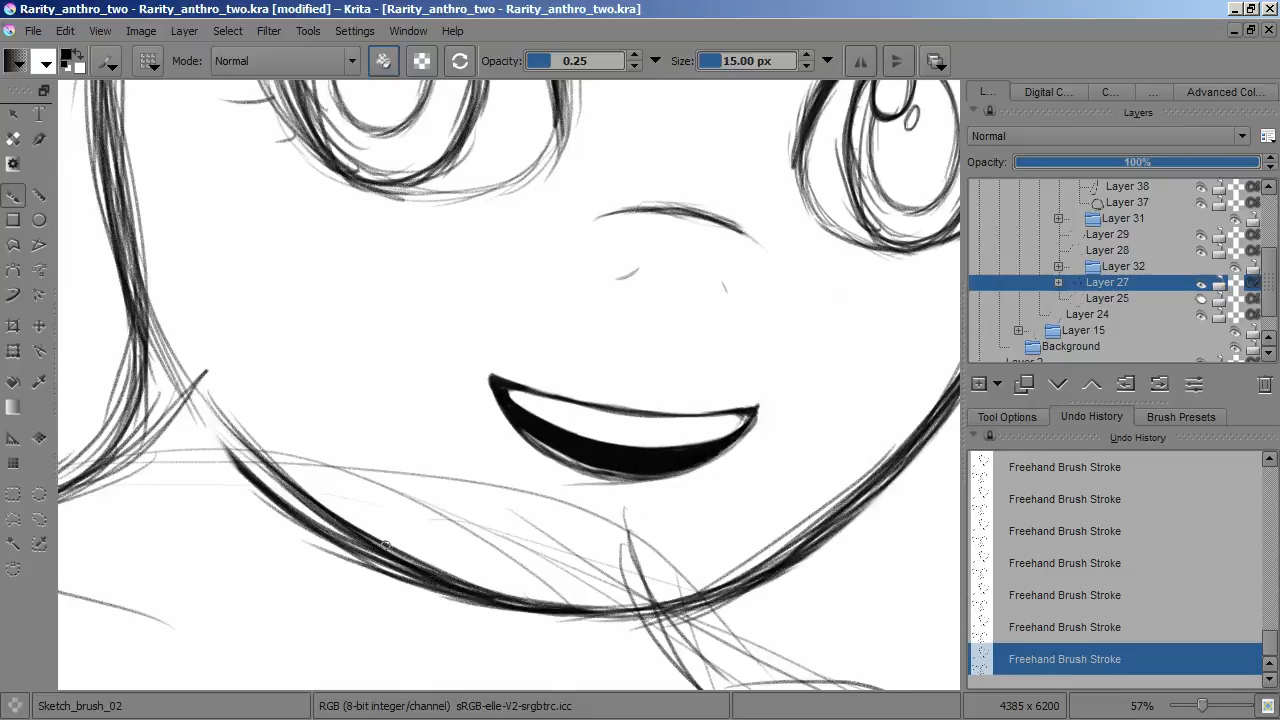 Rarity_anthro_two - Rarity_anthro_two.kra [modified] – Krita - [Rarity_anthro_two - Rarity_anthro_two.kra]
File Edit View Image Layer Select Filter Tools Settings Window Help
Mode: Normal Opacity: 0.25 Size: 15.00 px
L... Digital C... C... ... Advanced Col...
Layers
Normal
Opacity: 100%
Layer 38
Layer 37
Layer 31
Layer 29
Layer 28
Layer 32
Layer 27
Layer 25
Layer 24
Layer 15
Background
Tool Options Undo History Brush Presets
Undo History
Freehand Brush Stroke
Freehand Brush Stroke
Freehand Brush Stroke
Freehand Brush Stroke
Freehand Brush Stroke
Freehand Brush Stroke
Freehand Brush Stroke
Sketch_brush_02 RGB (8-bit integer/channel) sRGB-elle-V2-srgbtrc.icc 4385 x 6200 57%